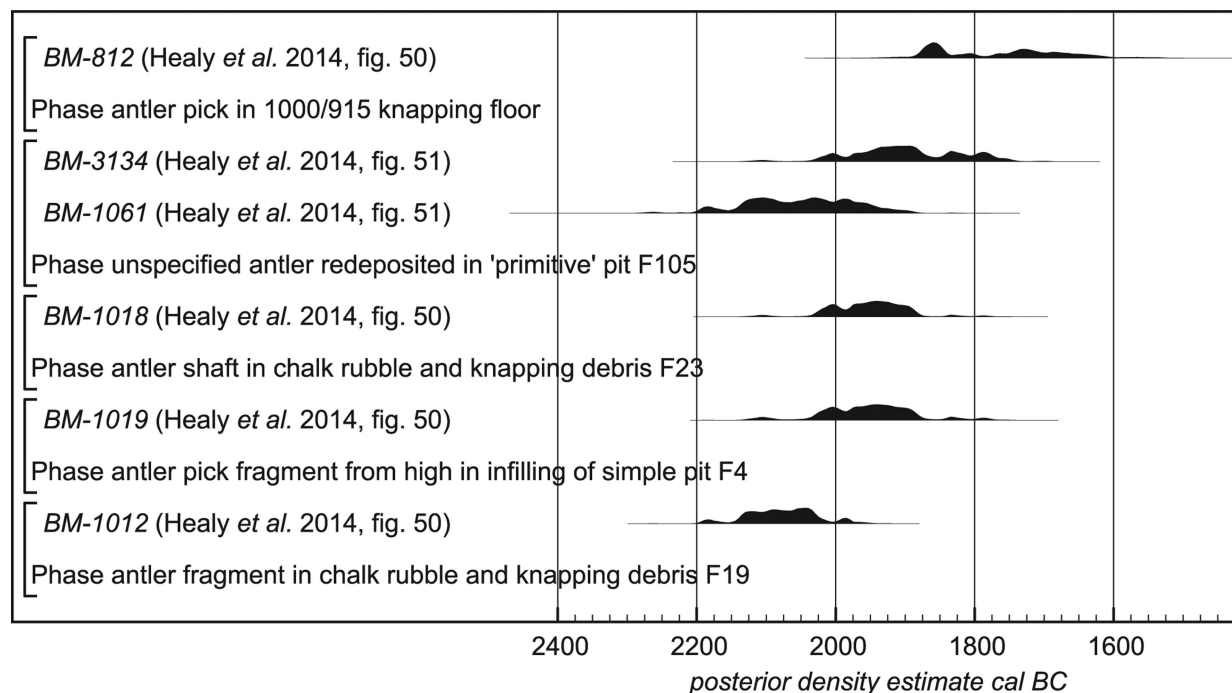 BM-812 (Healy et al. 2014, fig. 50)
Phase antler pick in 1000/915 knapping floor
BM-3134 (Healy et al. 2014, fig. 51)
BM-1061 (Healy et al. 2014, fig. 51)
Phase unspecified antler redeposited in 'primitive' pit F105
BM-1018 (Healy et al. 2014, fig. 50)
Phase antler shaft in chalk rubble and knapping debris F23
BM-1019 (Healy et al. 2014, fig. 50)
Phase antler pick fragment from high in infilling of simple pit F4
BM-1012 (Healy et al. 2014, fig. 50)
Phase antler fragment in chalk rubble and knapping debris F19
2400 2200 2000 1800 1600
posterior density estimate cal BC